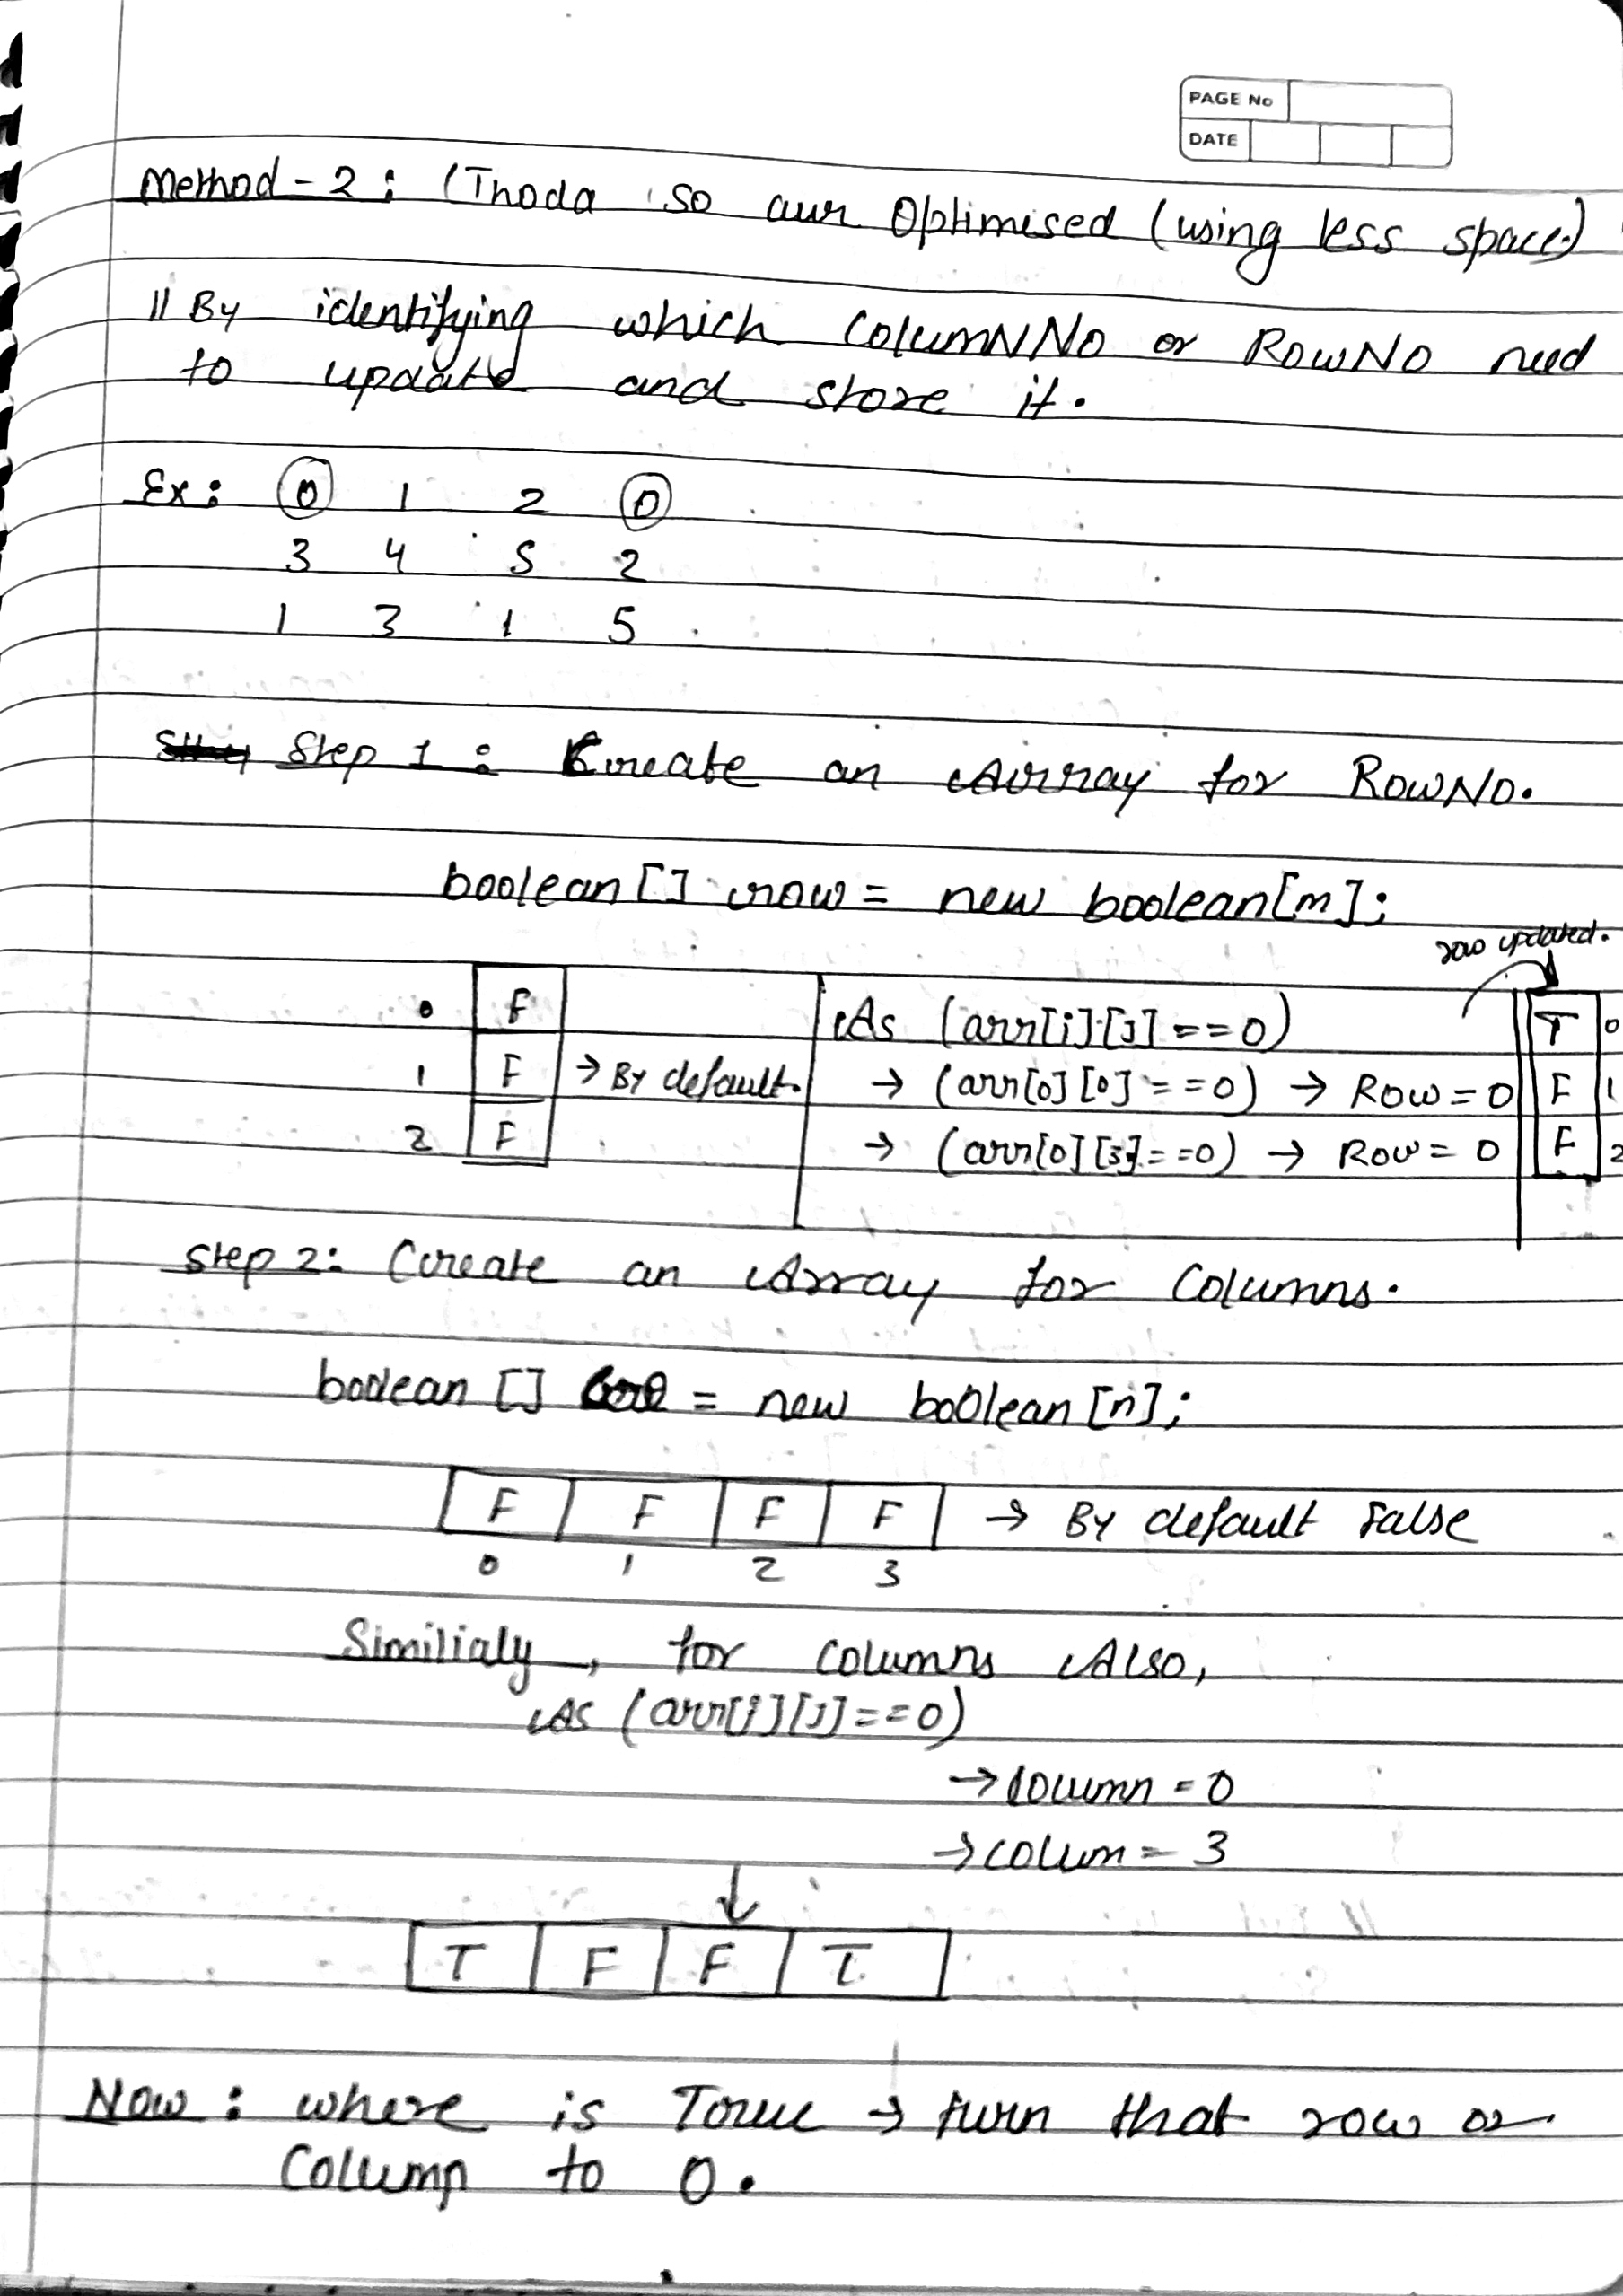 PAGE No
DATE
Method - 2 : (Thoda so aur Optimised (using less space)
// By identifying which ColumNNo or RowNo need
to update and store it.
Ex: 0 1 2 0
3 4 5 2
1 3 1 5
Step 1 : Create an Array for RowNo.
boolean [] row = new boolean[m];
row updated.
0 F As (arr[i][j] == 0) T 0
1 F → By default. → (arr[0][0] == 0) → Row = 0 F 1
2 F → (arr[0][3] == 0) → Row = 0 F 2
Step 2: Create an Array for Columns.
boolean [] = new boolean [n];
F F F F → By default False
0 1 2 3
Similialy, for columns Also,
As (arr[i][j] == 0)
→ Column = 0
→ colum = 3
↓
T F F T
Now : where is True → turn that row or
Column to 0.